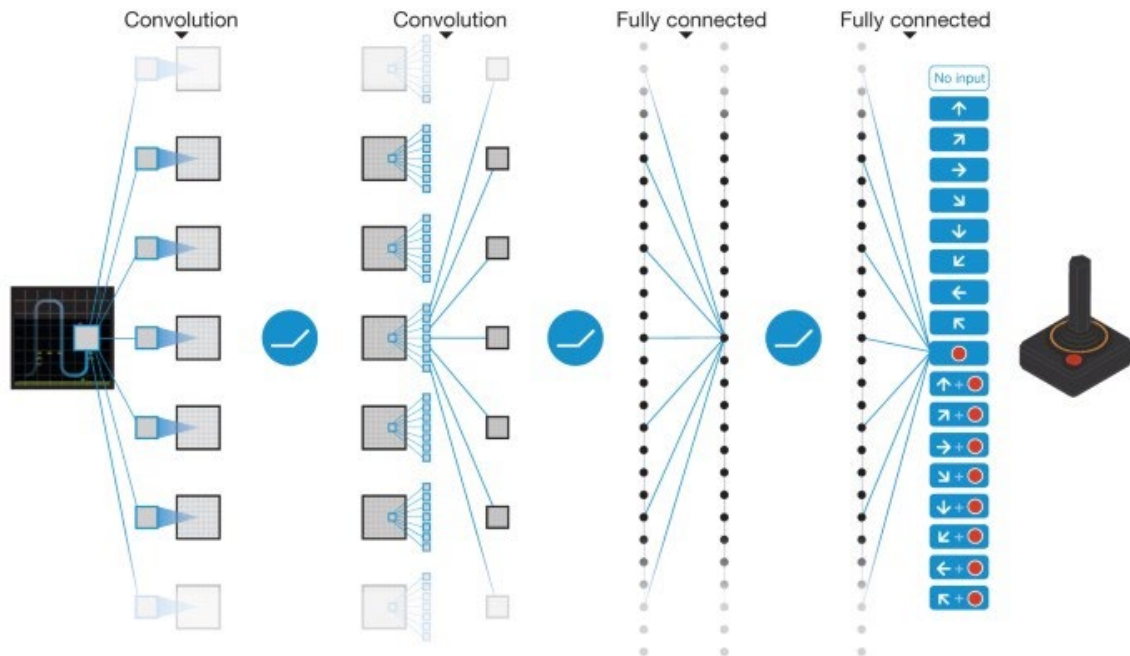 Convolution
Convolution
Fully connected
Fully connected
No input
+
+
+
+
+
+
+
+